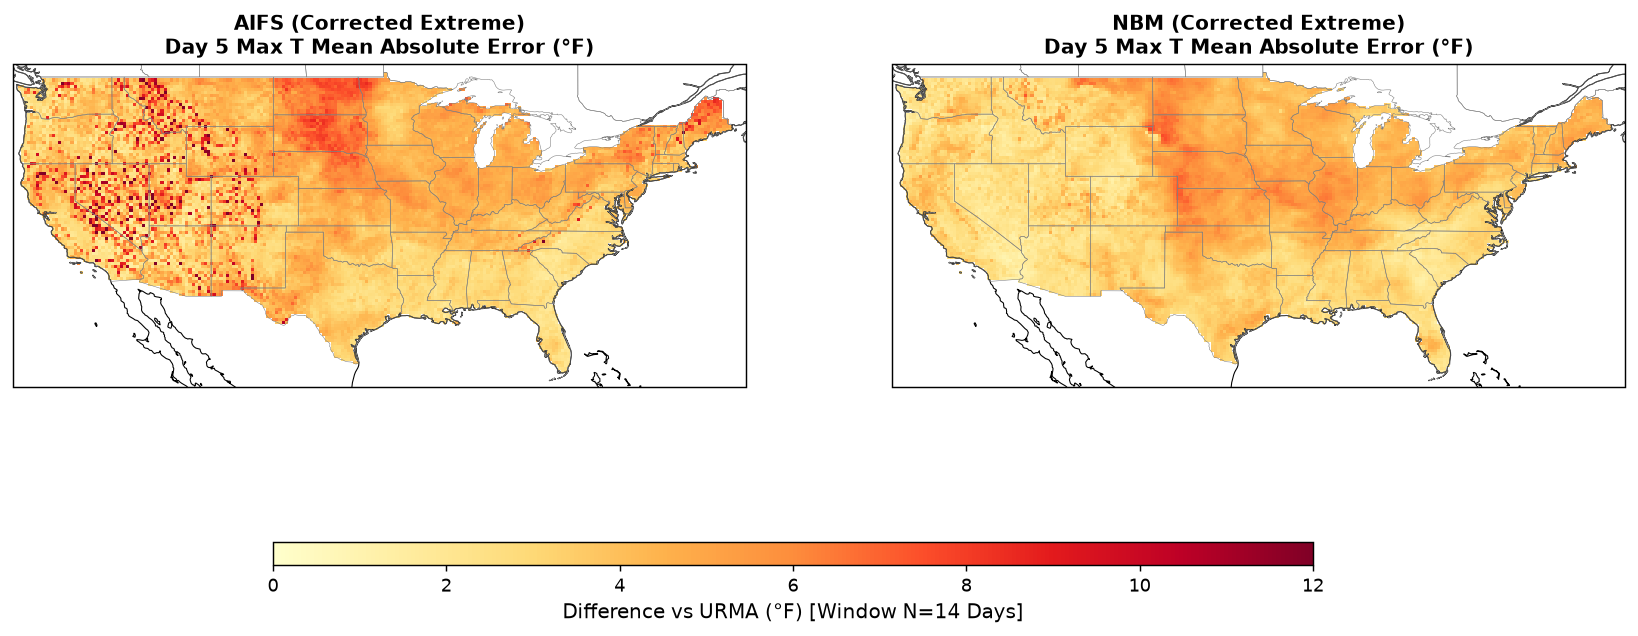 AIFS (Corrected Extreme)
Day 5 Max T Mean Absolute Error (°F)
NBM (Corrected Extreme)
Day 5 Max T Mean Absolute Error (°F)
0 2 4 6 8 10 12
Difference vs URMA (°F) [Window N=14 Days]